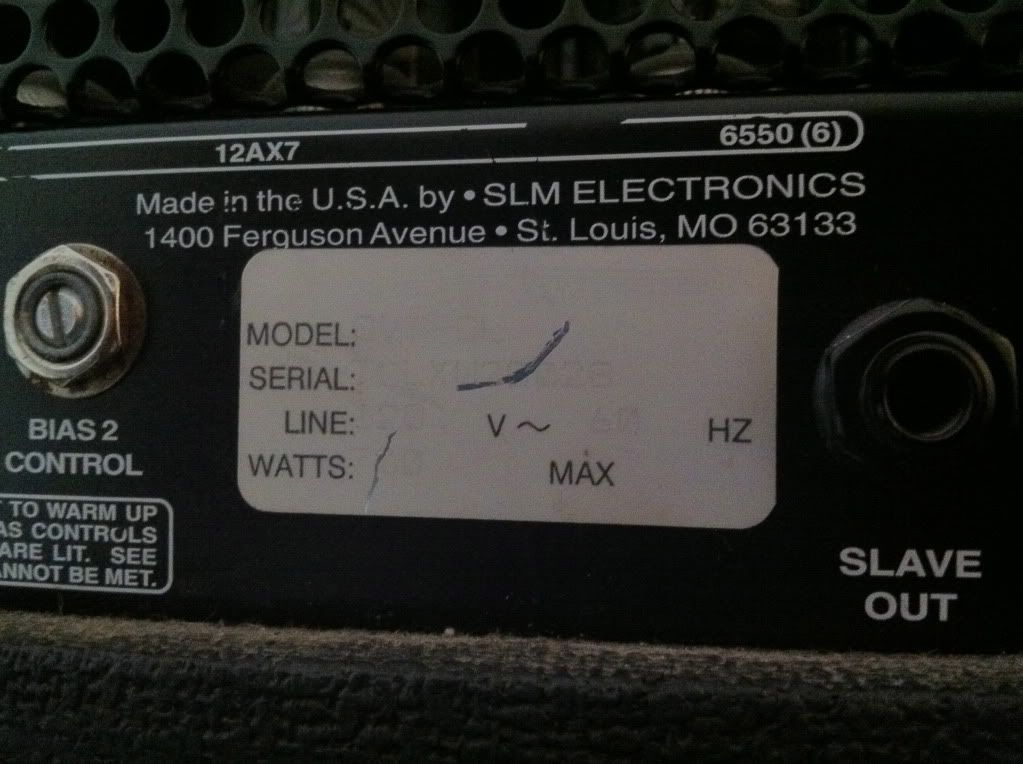 12AX7
6550 (6)
Made in the U.S.A. by • SLM ELECTRONICS
1400 Ferguson Avenue • St. Louis, MO 63133
MODEL:
SERIAL:
LINE: V ~ HZ
WATTS: MAX
BIAS 2
CONTROL
TO WARM UP
AS CONTROLS
ARE LIT. SEE
ANNOT BE MET.
SLAVE
OUT